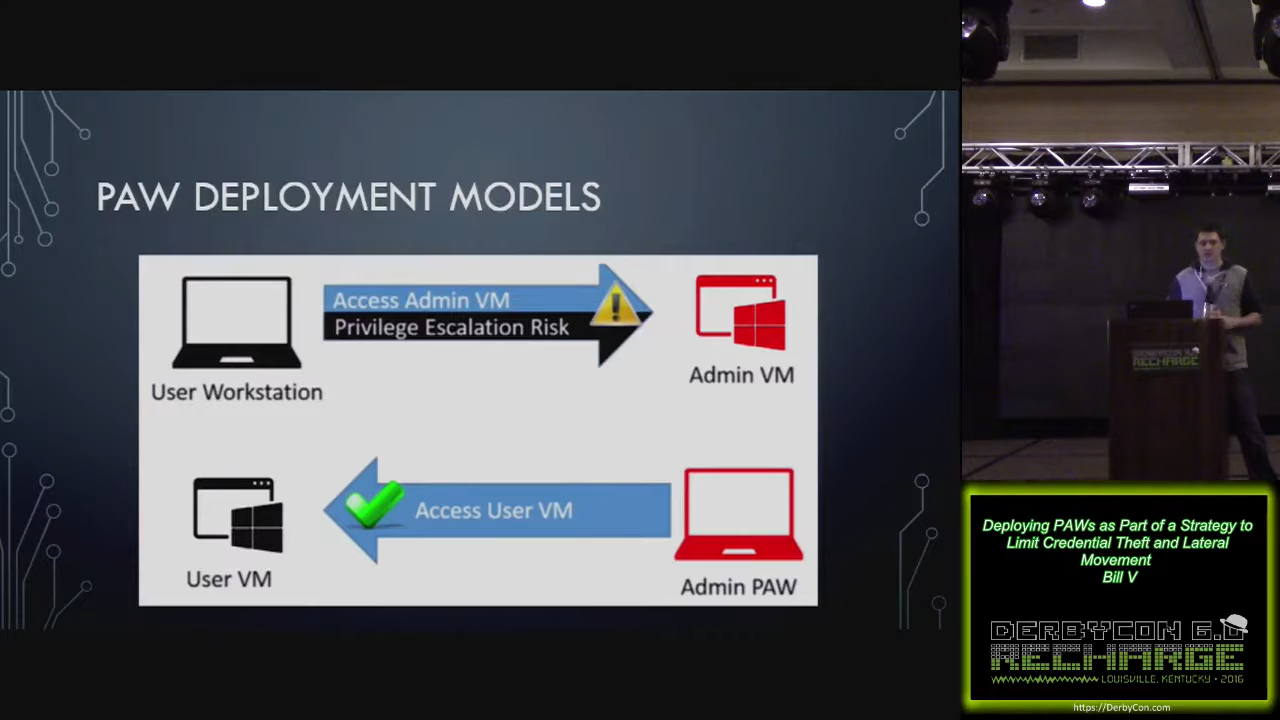 PAW DEPLOYMENT MODELS
Access Admin VM
Privilege Escalation Risk
User Workstation
Admin VM
Access User VM
User VM
Admin PAW
RECHARGE
Deploying PAWs as Part of a Strategy to
Limit Credential Theft and Lateral
Movement
Bill V
DERBYCON 6.0
RECHARGE
LOUISVILLE, KENTUCKY • 2016
https://DerbyCon.com